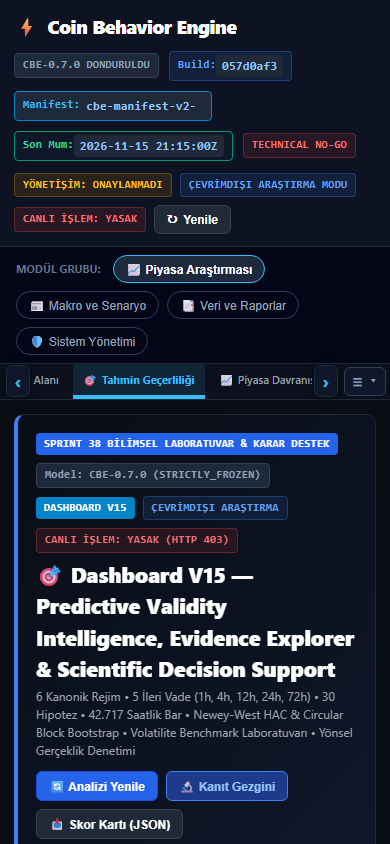 Coin Behavior Engine
CBE-0.7.0 DONDURULDU
Build: 057d0af3
Manifest: cbe-manifest-v2-
Son Mum: 2026-11-15 21:15:00Z
TECHNICAL NO-GO
YÖNETİŞİM: ONAYLANMADI
ÇEVRİMDIŞI ARAŞTIRMA MODU
CANLI İŞLEM: YASAK
↻ Yenile
MODÜL GRUBU:
Piyasa Araştırması
Makro ve Senaryo
Veri ve Raporlar
Sistem Yönetimi
‹
Alanı
Tahmin Geçerliliği
Piyasa Davranış
›
☰ ▾
SPRINT 38 BİLİMSEL LABORATUVAR & KARAR DESTEK
Model: CBE-0.7.0 (STRICTLY_FROZEN)
DASHBOARD V15
ÇEVRİMDIŞI ARAŞTIRMA
CANLI İŞLEM: YASAK (HTTP 403)
Dashboard V15 —
Predictive Validity
Intelligence, Evidence Explorer
& Scientific Decision Support
6 Kanonik Rejim • 5 İleri Vade (1h, 4h, 12h, 24h, 72h) • 30
Hipotez • 42.717 Saatlik Bar • Newey-West HAC & Circular
Block Bootstrap • Volatilite Benchmark Laboratuvarı • Yönsel
Gerçeklik Denetimi
Analizi Yenile
Kanıt Gezgini
Skor Kartı (JSON)